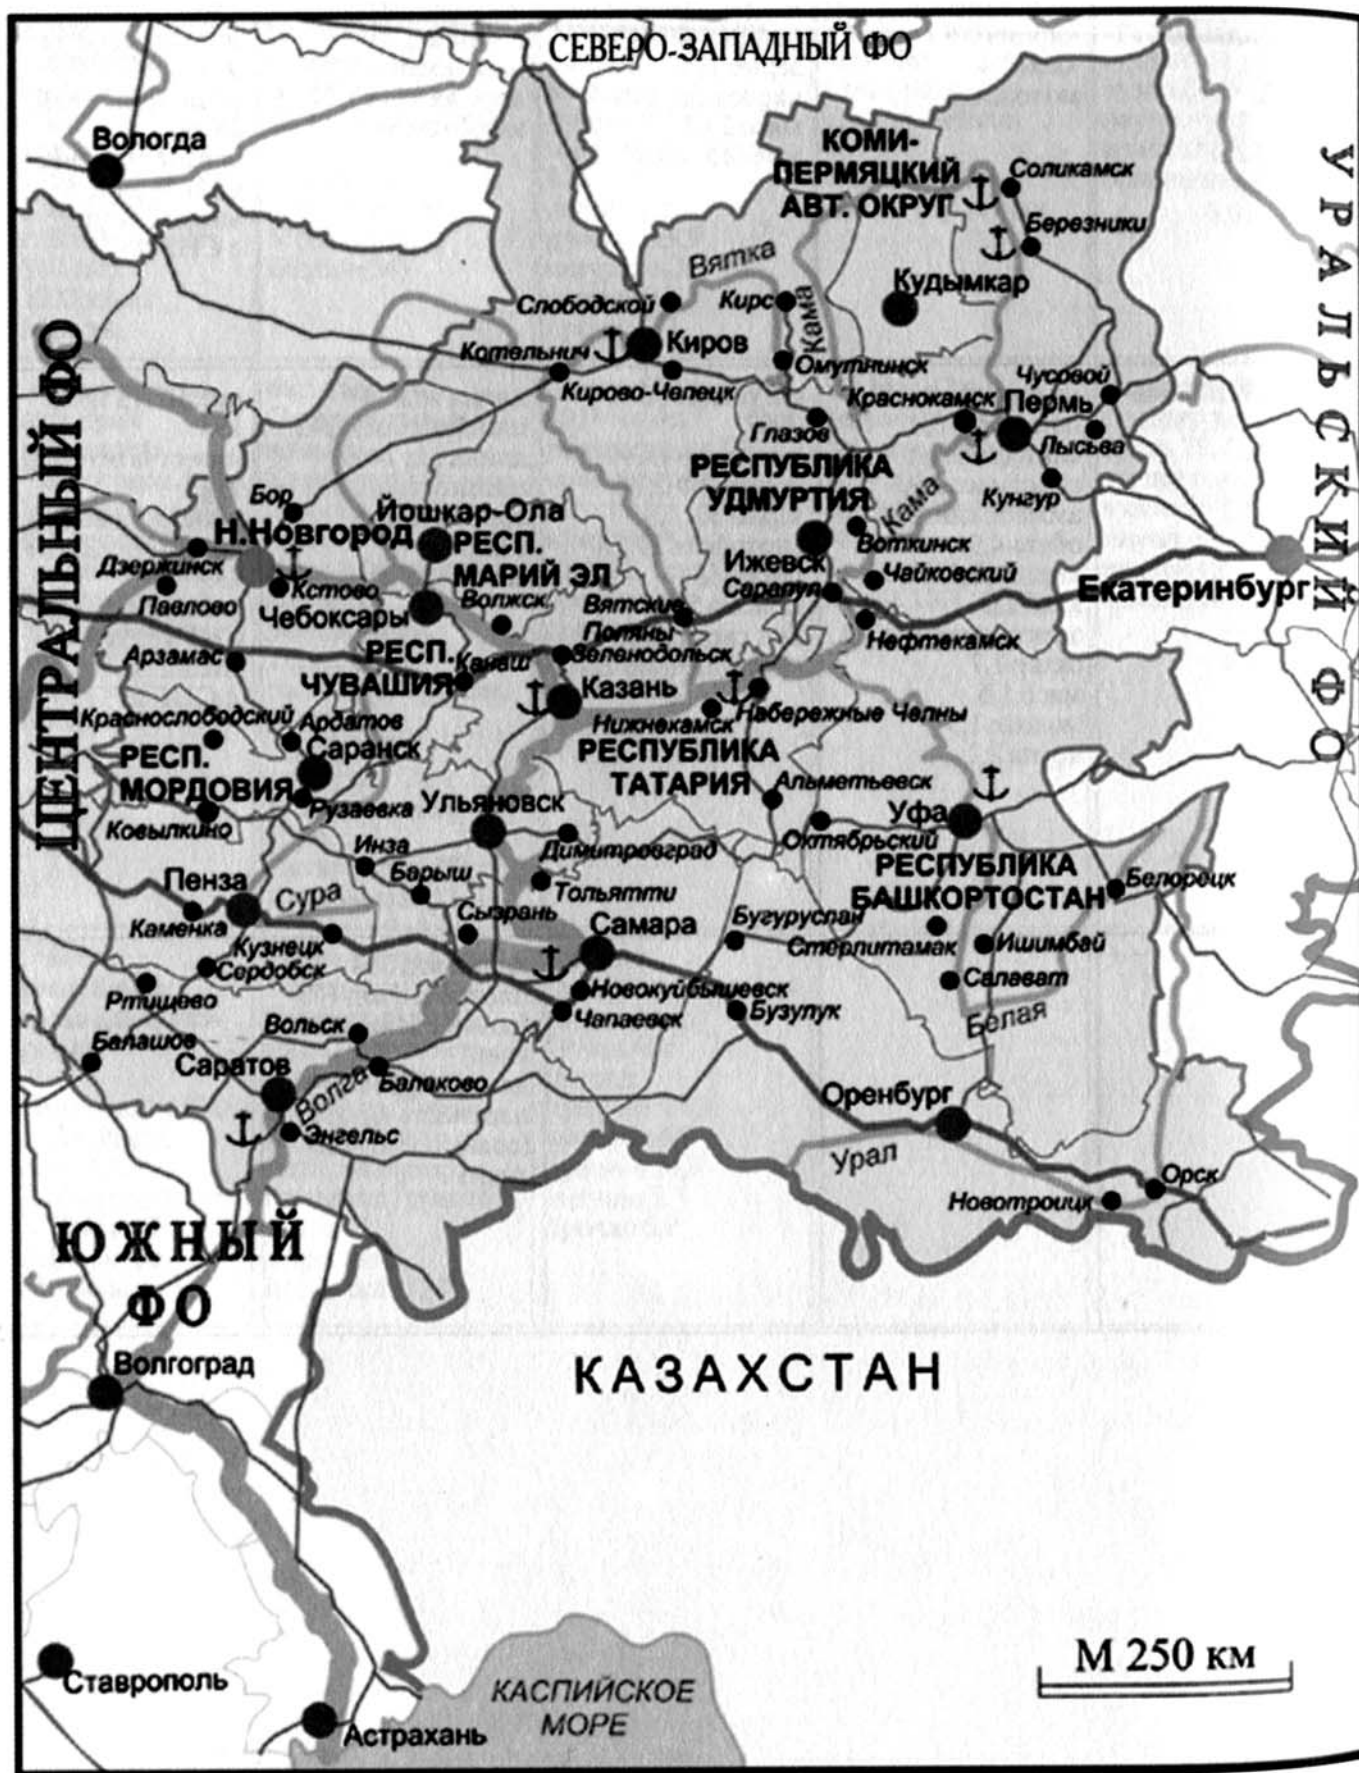 СЕВЕРО-ЗАПАДНЫЙ ФО
Вологда
КОМИ-
ПЕРМЯЦКИЙ
АВТ. ОКРУГ
Соликамск
Березники
УРАЛЬСКИЙ ФО
Вятка
Кама
Кудымкар
Слободской
Кирс
Киров
Котельнич
Омутнинск
Кирово-Чепецк
Чусовой
Краснокамск
Пермь
Глазов
Лысьва
Кунгур
ЦЕНТРАЛЬНЫЙ ФО
РЕСПУБЛИКА
УДМУРТИЯ
Кама
Бор
Йошкар-Ола
Н.Новгород
РЕСП.
МАРИЙ ЭЛ
Воткинск
Ижевск
Чайковский
Дзержинск
Кстово
Павлово
Волжск
Сарапул
Екатеринбург
Чебоксары
Вятские
Поляны
Нефтекамск
Арзамас
РЕСП.
ЧУВАШИЯ
Канаш
Зеленодольск
Казань
Нижнекамск
Набережные Челны
Краснослободский
Ардатов
Саранск
РЕСП.
МОРДОВИЯ
РЕСПУБЛИКА
ТАТАРИЯ
Альметьевск
Рузаевка
Ковылкино
Ульяновск
Уфа
Октябрьский
Инза
Димитровград
РЕСПУБЛИКА
БАШКОРТОСТАН
Белорецк
Барыш
Пенза
Сура
Тольятти
Каменка
Сызрань
Самара
Бугуруслан
Стерлитамак
Ишимбай
Кузнецк
Сердобск
Салават
Ртищево
Новокуйбышевск
Чапаевск
Бузулук
Белая
Вольск
Балашов
Саратов
Волга
Балаково
Оренбург
Энгельс
Урал
Орск
Новотроицк
ЮЖНЫЙ
ФО
Волгоград
КАЗАХСТАН
Ставрополь
Астрахань
КАСПИЙСКОЕ
МОРЕ
М 250 км